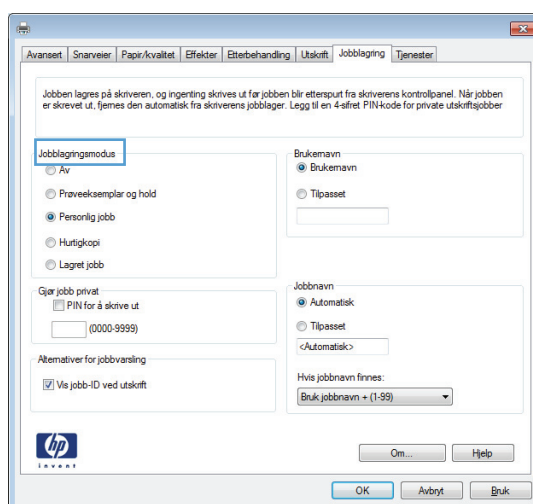 Avansert Snarveier Papir/kvalitet Effekter Etterbehandling Utskrift Jobblagring Tjenester
Jobben lagres på skriveren, og ingenting skrives ut før jobben blir etterspurt fra skriverens kontrollpanel. Når jobben
er skrevet ut, fjernes den automatisk fra skriverens jobblager. Legg til en 4-sifret PIN-kode for private utskriftsjobber
Jobblagringsmodus
Av
Prøveeksemplar og hold
Personlig jobb
Hurtigkopi
Lagret jobb
Brukernavn
Brukernavn
Tilpasset
Gjør jobb privat
PIN for å skrive ut
(0000-9999)
Jobbnavn
Automatisk
Tilpasset
<Automatisk>
Alternativer for jobbvarsling
Vis jobb-ID ved utskrift
Hvis jobbnavn finnes:
Bruk jobbnavn + (1-99)
hp
invent
Om... Hjelp
OK Avbryt Bruk